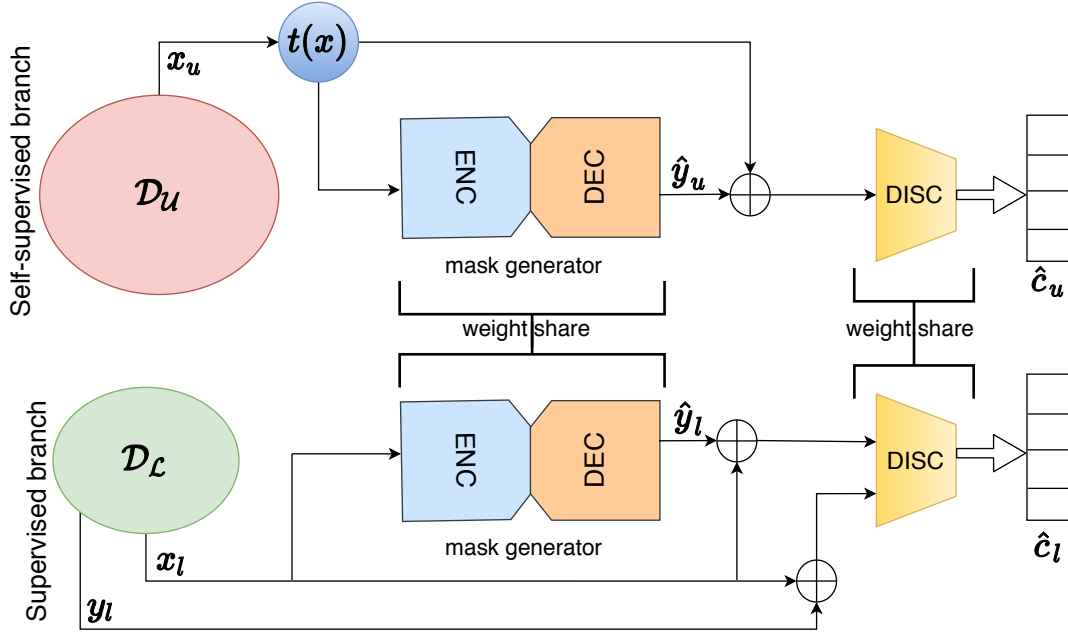 Self-supervised branch
x_u
t(x)
𝒟_𝒰
ENC
DEC
ŷ_u
DISC
mask generator
ĉ_u
weight share
weight share
Supervised branch
𝒟_ℒ
ENC
DEC
ŷ_l
DISC
mask generator
x_l
ĉ_l
y_l